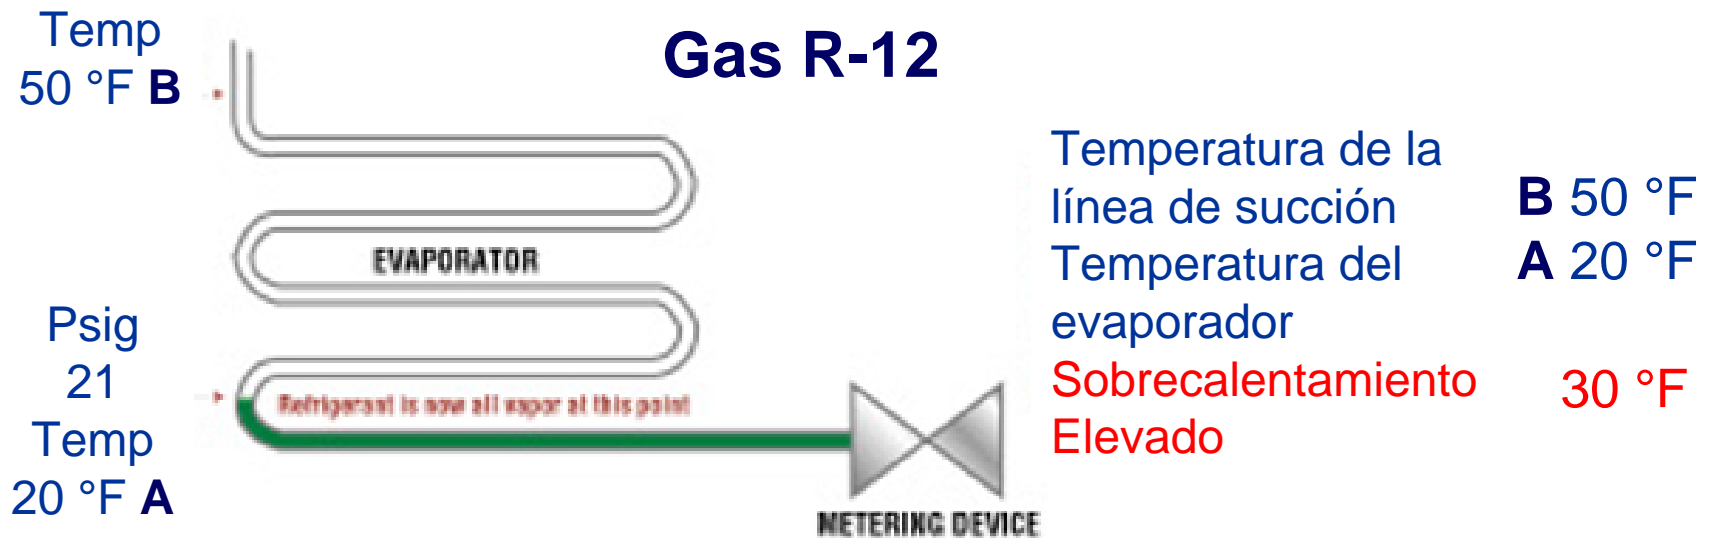 Temp
50 °F B
Gas R-12
EVAPORATOR
Psig
21
Temp
20 °F A
Refrigerant is now all vapor at this point
METERING DEVICE
Temperatura de la
línea de succión
B 50 °F
Temperatura del
evaporador
A 20 °F
Sobrecalentamiento
Elevado
30 °F